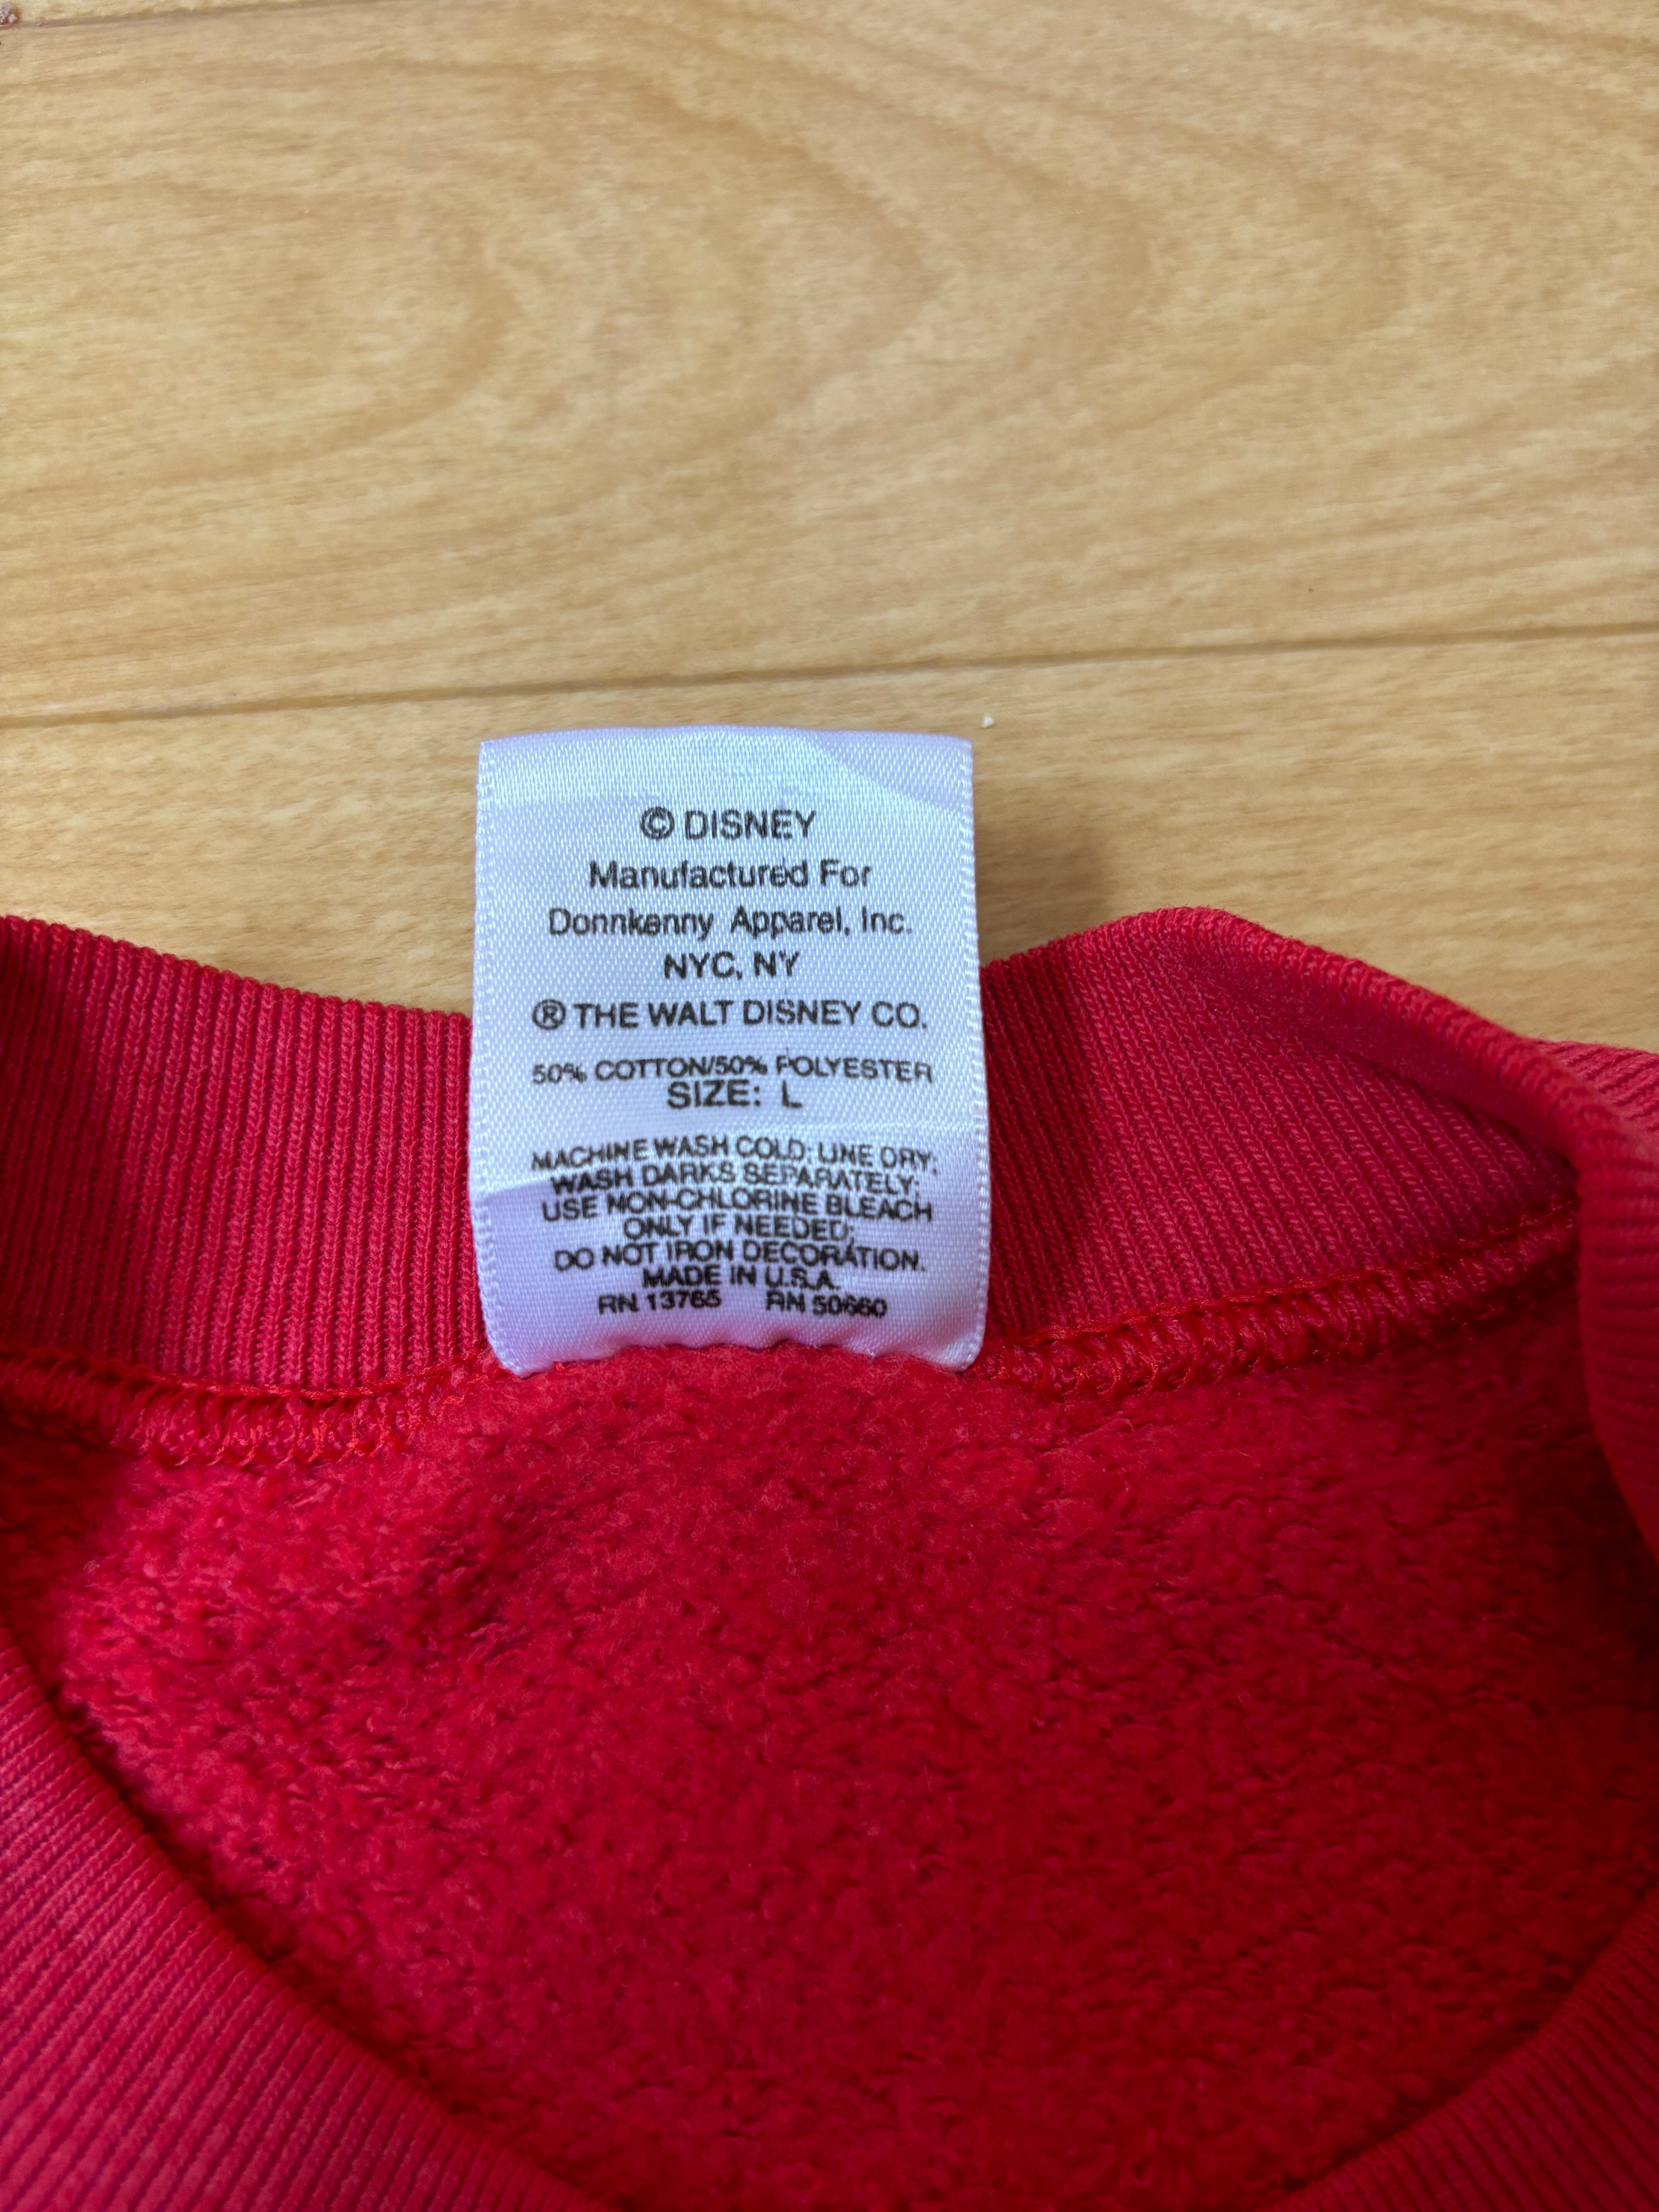 © DISNEY
Manufactured For
Donnkenny Apparel, Inc.
NYC, NY
® THE WALT DISNEY CO.
50% COTTON/50% POLYESTER
SIZE: L
MACHINE WASH COLD; LINE DRY;
WASH DARKS SEPARATELY;
USE NON-CHLORINE BLEACH
ONLY IF NEEDED;
DO NOT IRON DECORATION.
MADE IN U.S.A.
RN 13765 RN 50660